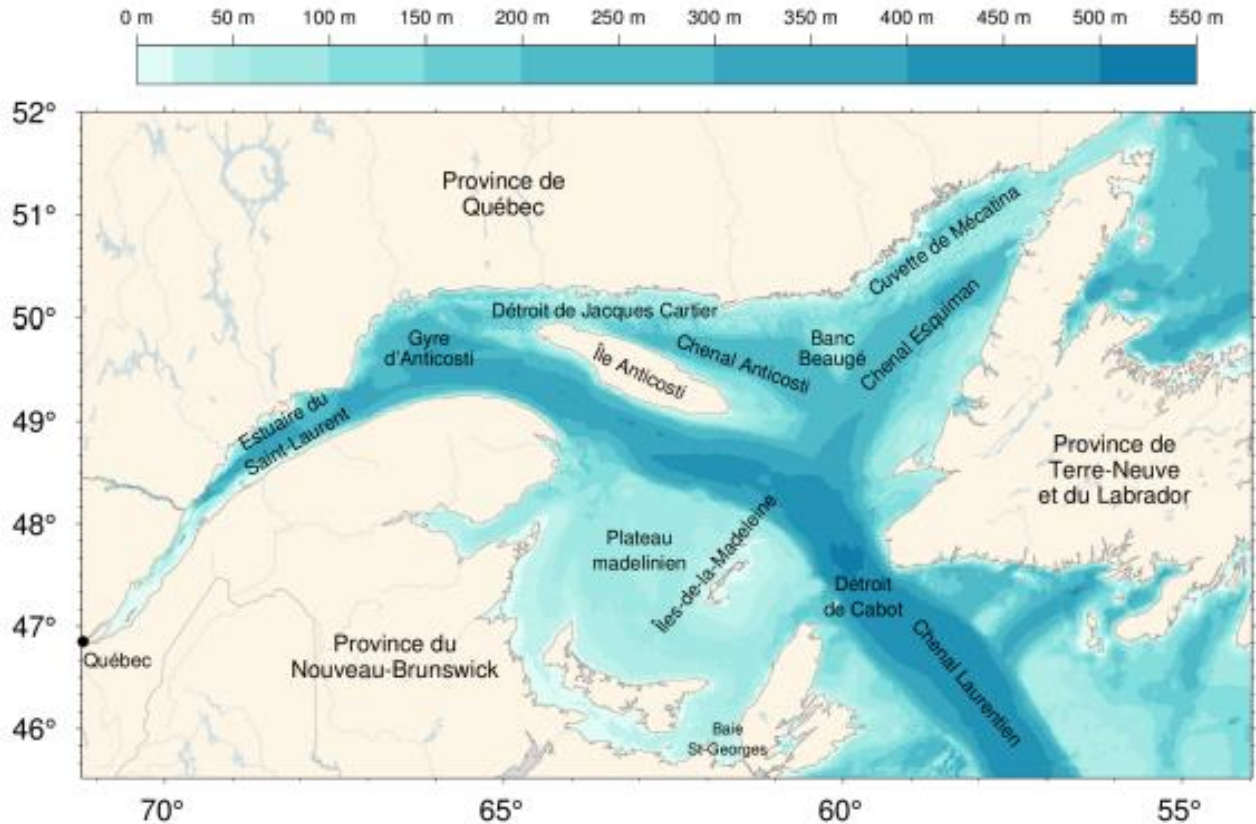 0 m 50 m 100 m 150 m 200 m 250 m 300 m 350 m 400 m 450 m 500 m 550 m
52°
51°
50°
49°
48°
47°
46°
Province de
Québec
Cuvette de Mécatina
Détroit de Jacques Cartier
Gyre
d'Anticosti
Île Anticosti
Chenal Anticosti
Banc
Beaugé
Chenal Esquiman
Estuaire du
Saint-Laurent
Province de
Terre-Neuve
et du Labrador
Plateau
madelinien
Îles-de-la-Madeleine
Détroit
de Cabot
Chenal Laurentien
Québec
Province du
Nouveau-Brunswick
Baie
St-Georges
70° 65° 60° 55°